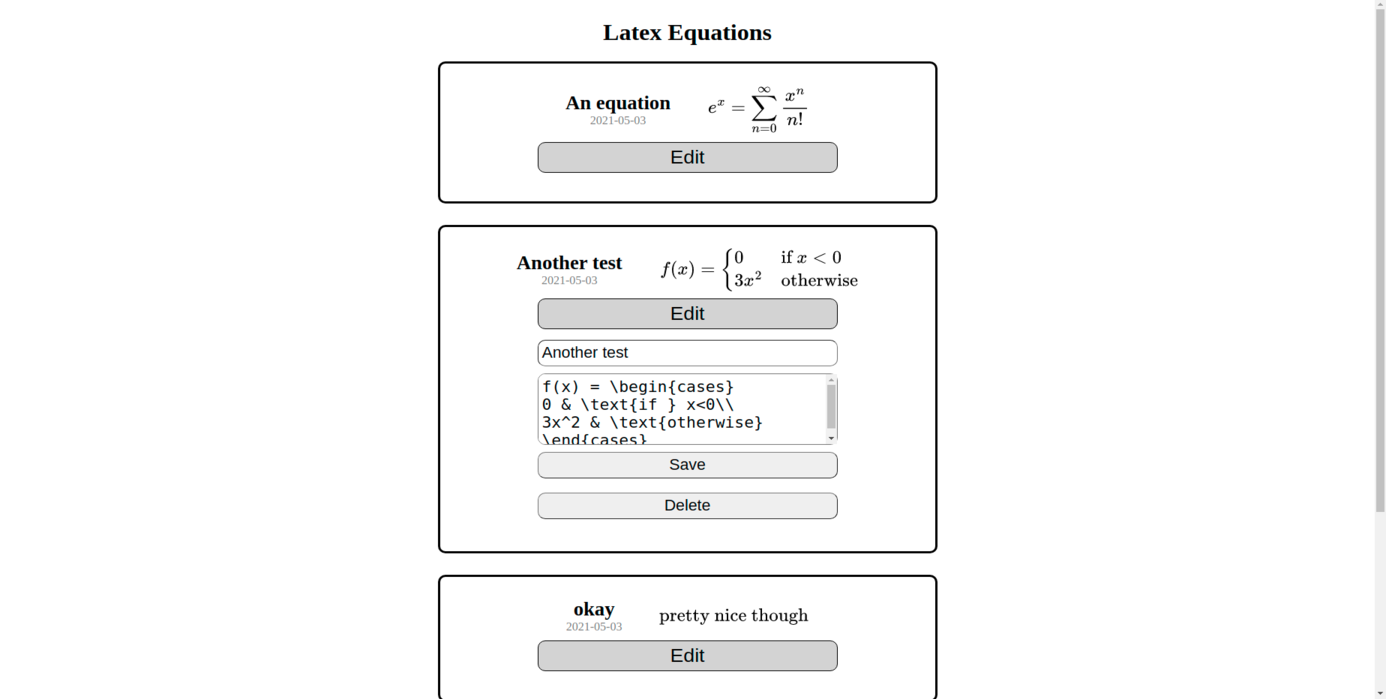 Latex Equations
An equation
2021-05-03
e^x = \sum_{n=0}^{\infty} \frac{x^n}{n!}
Edit
Another test
2021-05-03
f(x) = \begin{cases} 0 & \text{if } x < 0 \\ 3x^2 & \text{otherwise} \end{cases}
Edit
Another test
f(x) = \begin{cases}
0 & \text{if } x<0\\
3x^2 & \text{otherwise}
\end{cases}
Save
Delete
okay
2021-05-03
pretty nice though
Edit